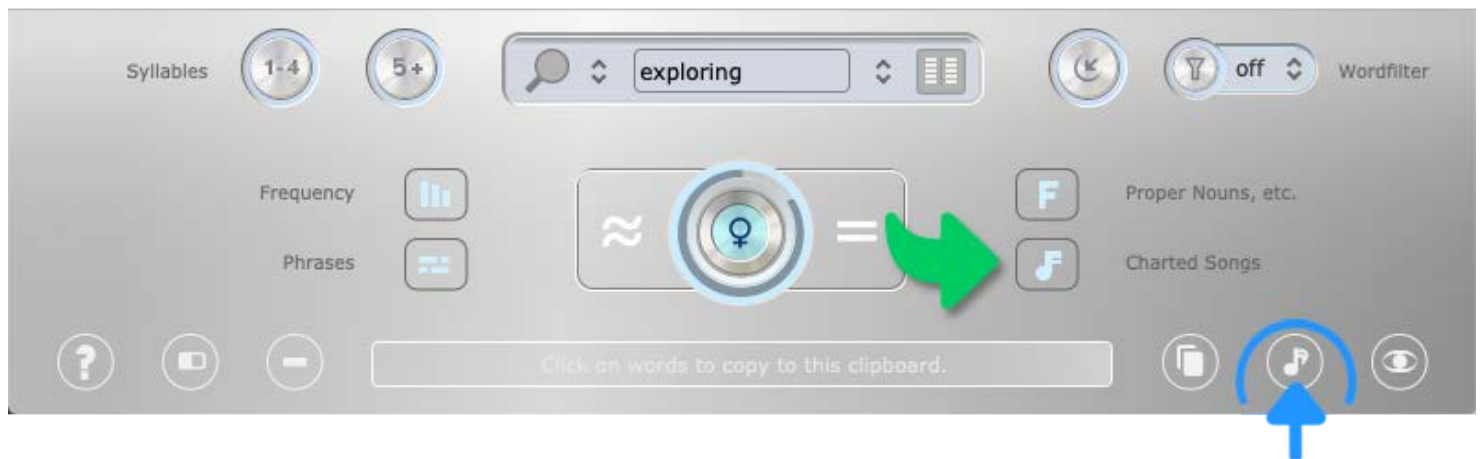 Syllables 1-4 5+ exploring off Wordfilter
Frequency F Proper Nouns, etc.
≈ ♀ =
Phrases Charted Songs
? Click on words to copy to this clipboard.